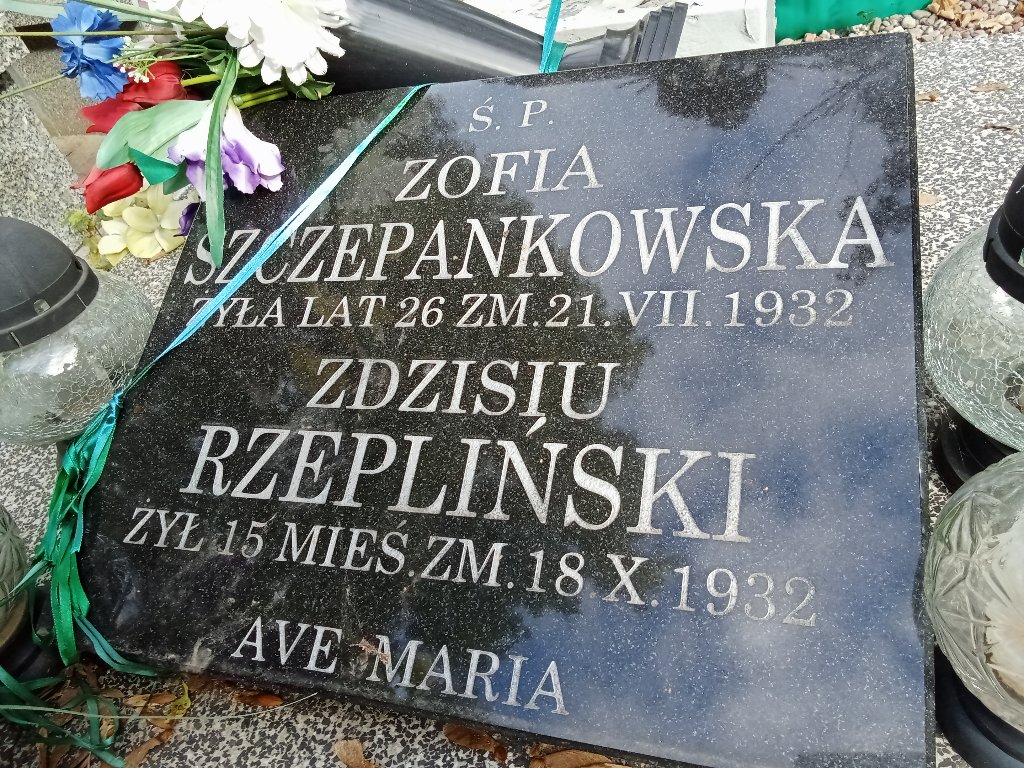 Ś. P.
ZOFIA
SZCZEPANKOWSKA
ŻYŁA LAT 26 ZM. 21. VII. 1932
ZDZISIU
RZEPLIŃSKI
ŻYŁ 15 MIEŚ. ZM. 18. X. 1932
AVE MARIA